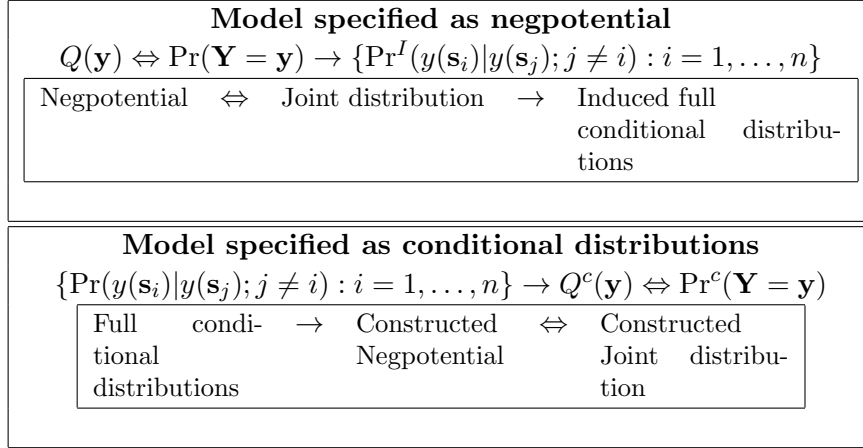 Model specified as negpotential
Q(y) ⇔ Pr(Y = y) → {Pr^I(y(s_i)|y(s_j); j ≠ i) : i = 1, . . . , n}
Negpotential ⇔ Joint distribution → Induced full
conditional distribu-
tions
Model specified as conditional distributions
{Pr(y(s_i)|y(s_j); j ≠ i) : i = 1, . . . , n} → Q^c(y) ⇔ Pr^c(Y = y)
Full condi- → Constructed ⇔ Constructed
tional Negpotential Joint distribu-
distributions tion